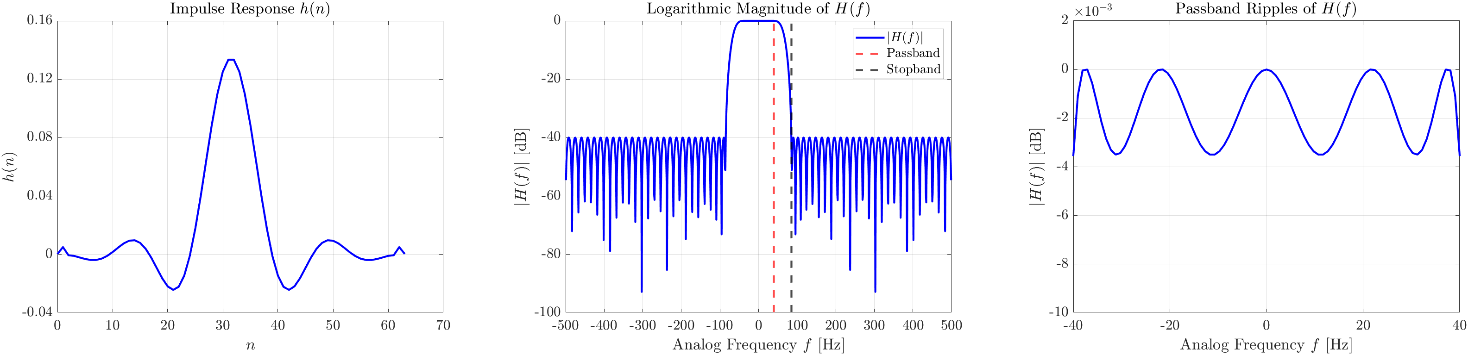 Impulse Response h(n)
0.16
0.12
0.08
0.04
0
-0.04
h(n)
0 10 20 30 40 50 60 70
n
Logarithmic Magnitude of H(f)
0
-20
-40
-60
-80
-100
|H(f)| [dB]
|H(f)|
Passband
Stopband
-500 -400 -300 -200 -100 0 100 200 300 400 500
Analog Frequency f [Hz]
Passband Ripples of H(f)
×10⁻³
2
0
-2
-4
-6
-8
-10
|H(f)| [dB]
-40 -20 0 20 40
Analog Frequency f [Hz]